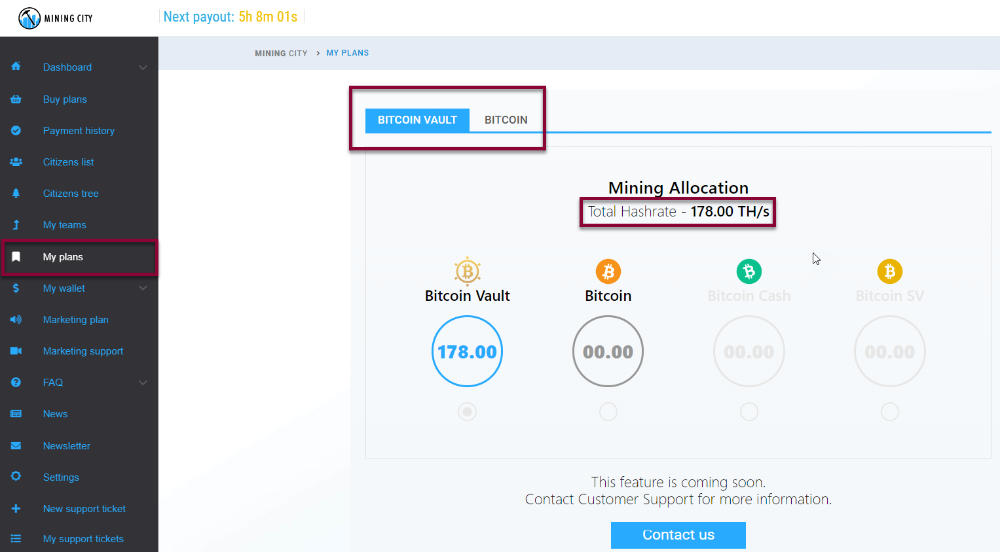 MINING CITY
Next payout: 5h 8m 01s
MINING CITY > MY PLANS
Dashboard
Buy plans
Payment history
Citizens list
Citizens tree
My teams
My plans
My wallet
Marketing plan
Marketing support
FAQ
News
Newsletter
Settings
New support ticket
My support tickets
BITCOIN VAULT BITCOIN
Mining Allocation
Total Hashrate - 178.00 TH/s
Bitcoin Vault Bitcoin Bitcoin Cash Bitcoin SV
178.00 00.00 00.00 00.00
This feature is coming soon.
Contact Customer Support for more information.
Contact us